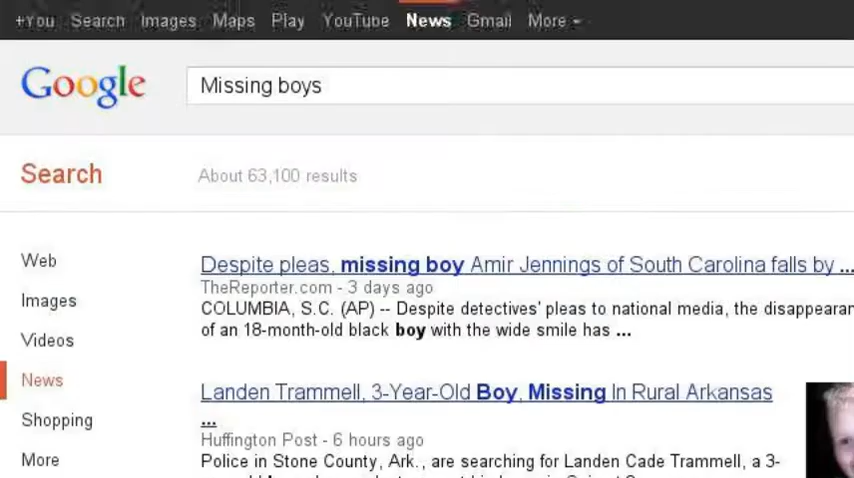 +You Search Images Maps Play YouTube News Gmail More
Google
Missing boys
Search
About 63,100 results
Web
Images
Videos
News
Shopping
More
Despite pleas, missing boy Amir Jennings of South Carolina falls by ...
TheReporter.com - 3 days ago
COLUMBIA, S.C. (AP) -- Despite detectives' pleas to national media, the
of an 18-month-old black boy with the wide smile has ...
Landen Trammell, 3-Year-Old Boy, Missing In Rural Arkansas
...
Huffington Post - 6 hours ago
Police in Stone County, Ark., are searching for Landen Cade Trammell, a 3-